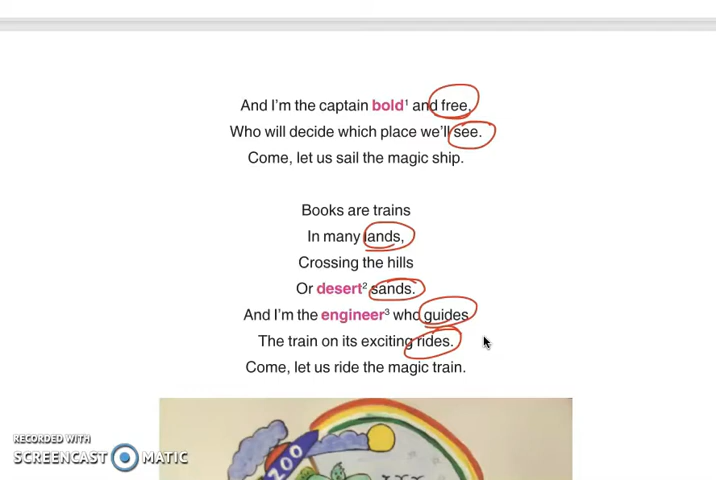 And I'm the captain bold¹ and free,
Who will decide which place we'll see.
Come, let us sail the magic ship.
Books are trains
In many lands,
Crossing the hills
Or desert² sands.
And I'm the engineer³ who guides
The train on its exciting rides.
Come, let us ride the magic train.
ZOO
RECORDED WITH
SCREENCAST MATIC